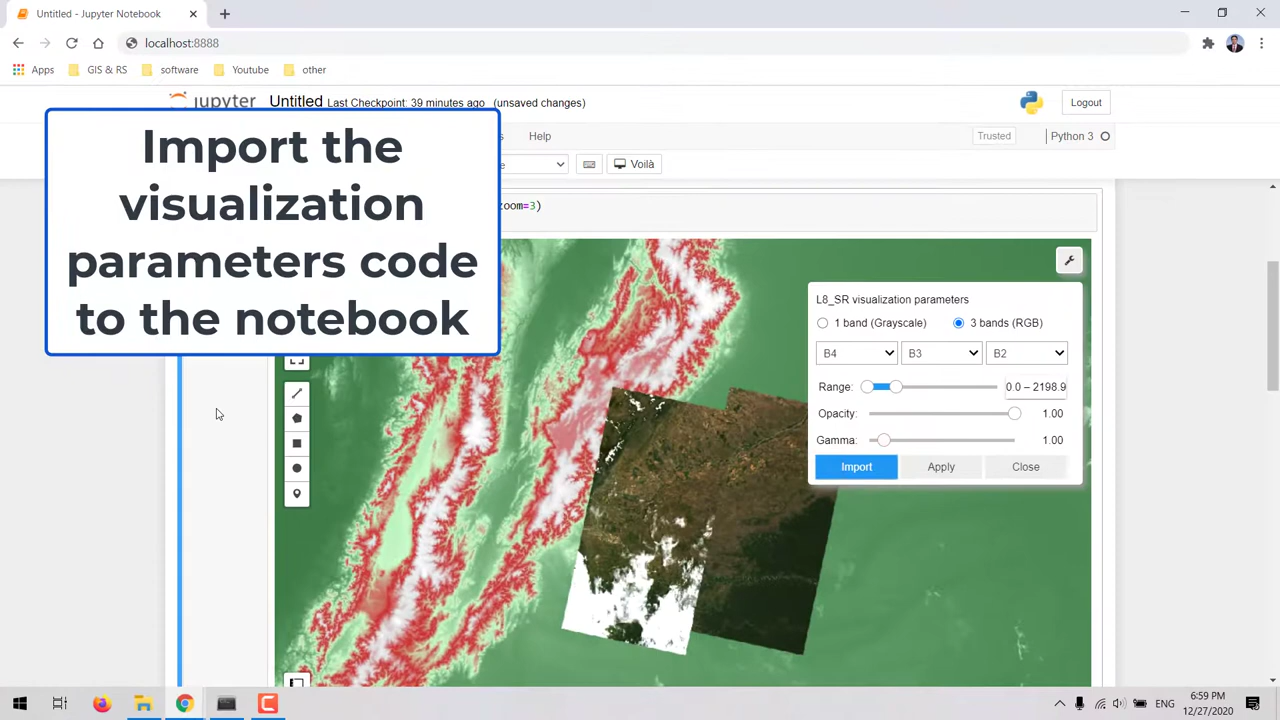 Untitled - Jupyter Notebook
localhost:8888
Apps GIS & RS software Youtube other
jupyter Untitled Last Checkpoint: 39 minutes ago (unsaved changes) Logout
Help Trusted Python 3
Voilà
Import the
visualization
parameters code
to the notebook
zoom=3)
L8_SR visualization parameters
1 band (Grayscale) 3 bands (RGB)
B4 B3 B2
Range: 0.0 – 2198.9
Opacity: 1.00
Gamma: 1.00
Import Apply Close
ENG
6:59 PM
12/27/2020